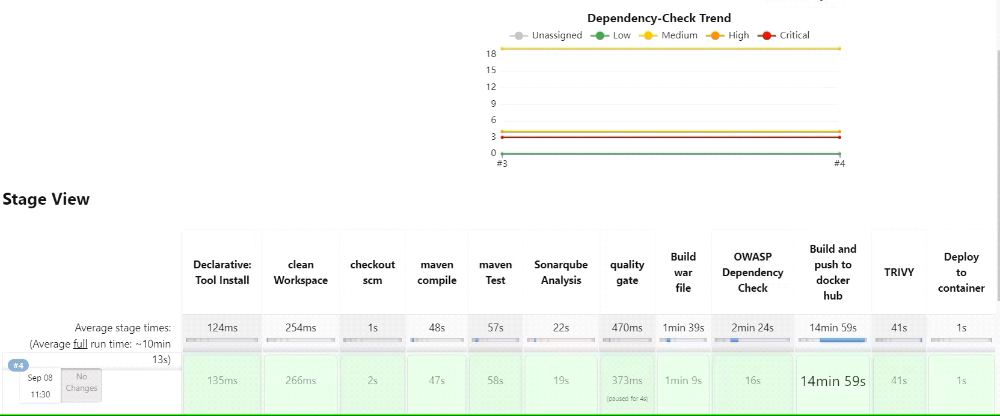 Dependency-Check Trend
Unassigned Low Medium High Critical
18
15
12
9
6
3
0
#3 #4
Stage View
Declarative: Tool Install
clean Workspace
checkout scm
maven compile
maven Test
Sonarqube Analysis
quality gate
Build war file
OWASP Dependency Check
Build and push to docker hub
TRIVY
Deploy to container
Average stage times:
124ms 254ms 1s 48s 57s 22s 470ms 1min 39s 2min 24s 14min 59s 41s 1s
(Average full run time: ~10min
13s)
#4
Sep 08
11:30
No
Changes
135ms 266ms 2s 47s 58s 19s 373ms 1min 9s 16s 14min 59s 41s 1s
(paused for 4s)